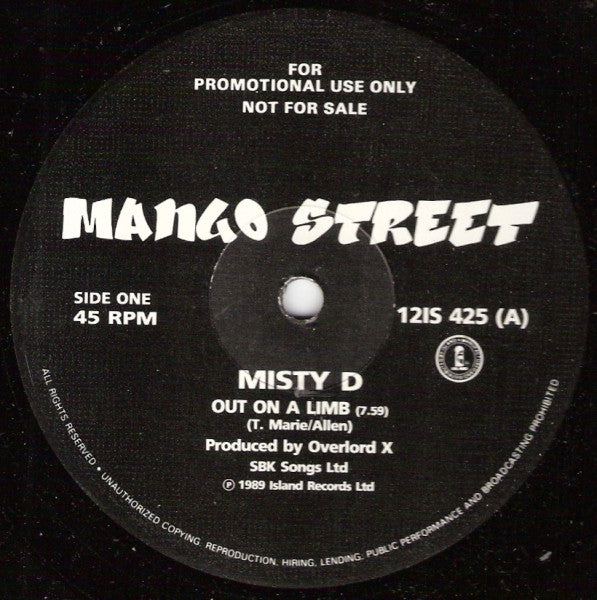 FOR
PROMOTIONAL USE ONLY
NOT FOR SALE
MANGO STREET
SIDE ONE
45 RPM
12IS 425 (A)
MISTY D
OUT ON A LIMB (7.59)
(T. Marie/Allen)
Produced by Overlord X
SBK Songs Ltd
℗ 1989 Island Records Ltd
ALL RIGHTS RESERVED • UNAUTHORIZED COPYING, REPRODUCTION, HIRING, LENDING, PUBLIC PERFORMANCE AND BROADCASTING PROHIBITED